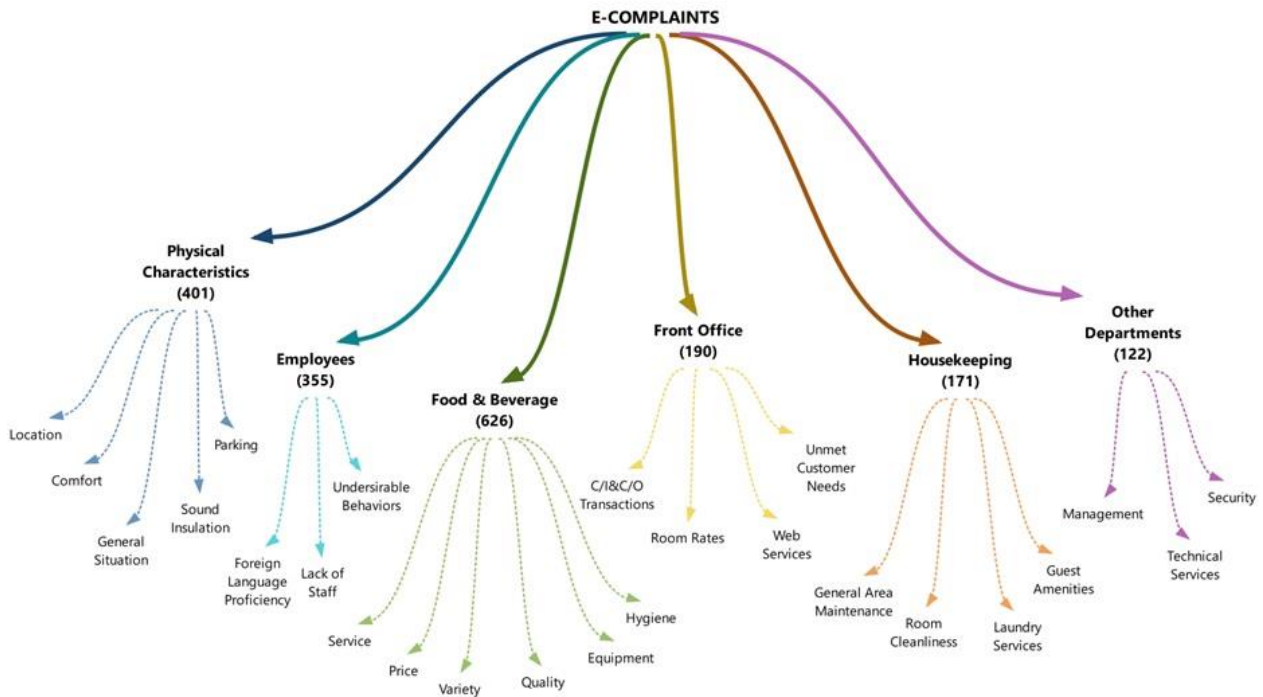 E-COMPLAINTS
Physical
Characteristics
(401)
Location
Comfort
General
Situation
Sound
Insulation
Parking
Employees
(355)
Foreign
Language
Proficiency
Lack of
Staff
Undersirable
Behaviors
Food & Beverage
(626)
Service
Price
Variety
Quality
Equipment
Hygiene
Front Office
(190)
C/I&C/O
Transactions
Room Rates
Web
Services
Unmet
Customer
Needs
Housekeeping
(171)
General Area
Maintenance
Room
Cleanliness
Laundry
Services
Guest
Amenities
Other
Departments
(122)
Management
Technical
Services
Security